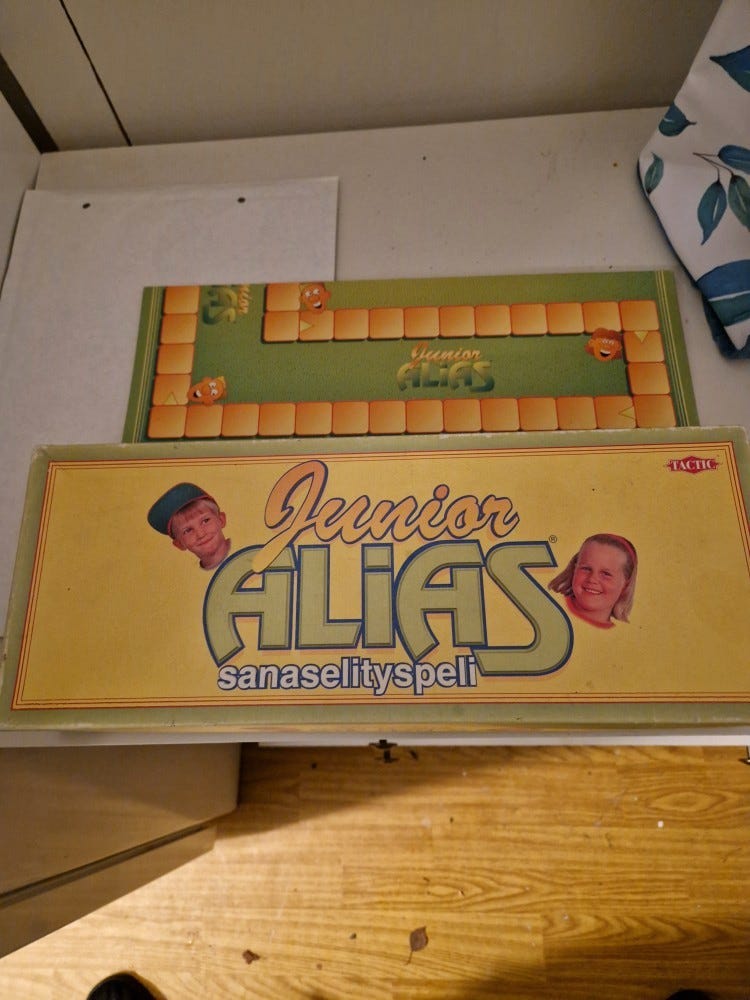 Junior
ALiAS
Junior
ALiAS
TACTIC
Junior
ALiAS®
sanaselityspeli